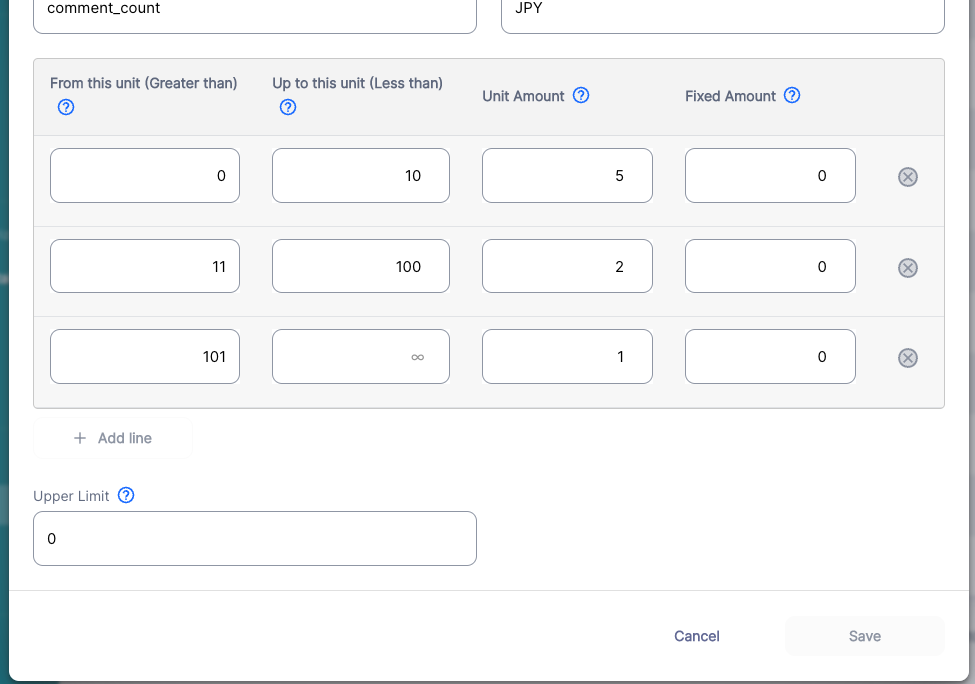 comment_count JPY
From this unit (Greater than) Up to this unit (Less than) Unit Amount Fixed Amount
0 10 5 0
11 100 2 0
101 ∞ 1 0
+ Add line
Upper Limit
0
Cancel Save